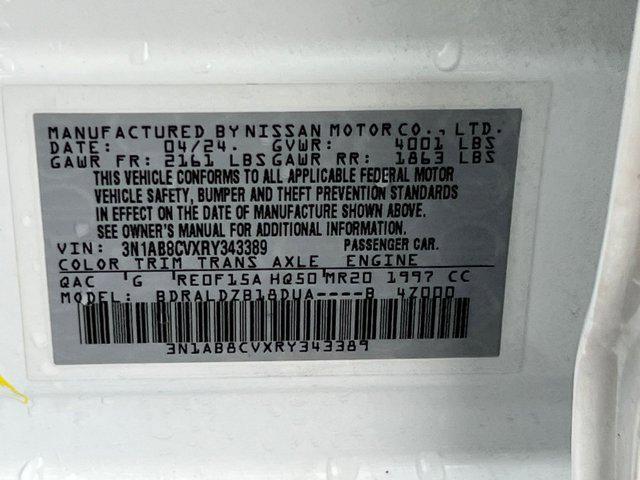 MANUFACTURED BY NISSAN MOTOR CO., LTD.
DATE: 04/24. GVWR: 4001 LBS
GAWR FR: 2161 LBS GAWR RR: 1863 LBS
THIS VEHICLE CONFORMS TO ALL APPLICABLE FEDERAL MOTOR
VEHICLE SAFETY, BUMPER AND THEFT PREVENTION STANDARDS
IN EFFECT ON THE DATE OF MANUFACTURE SHOWN ABOVE.
SEE OWNER'S MANUAL FOR ADDITIONAL INFORMATION.
VIN: 3N1AB8CVXRY343389 PASSENGER CAR.
COLOR TRIM TRANS AXLE ENGINE
QAC G RE0F15A HQ50 MR20 1997 CC
MODEL: BDRALDZB18DUA----B 4Z000
3N1AB8CVXRY343389